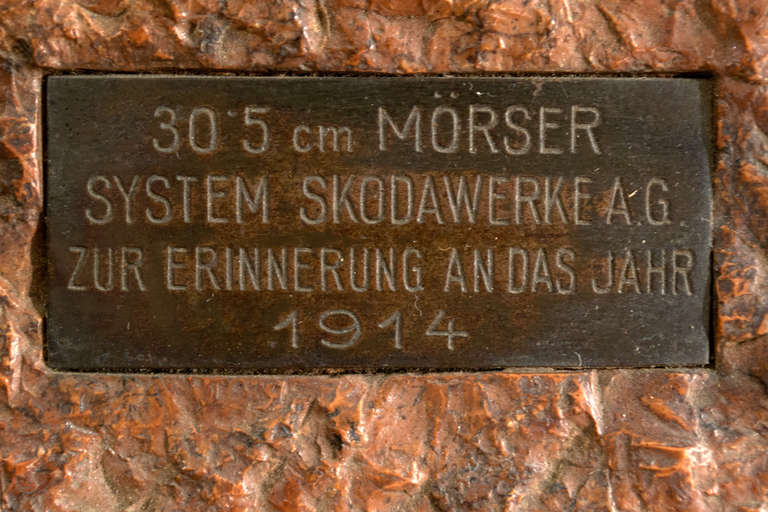 30˙5 cm MÖRSER
SYSTEM SKODAWERKE A.G.
ZUR ERINNERUNG AN DAS JAHR
1914